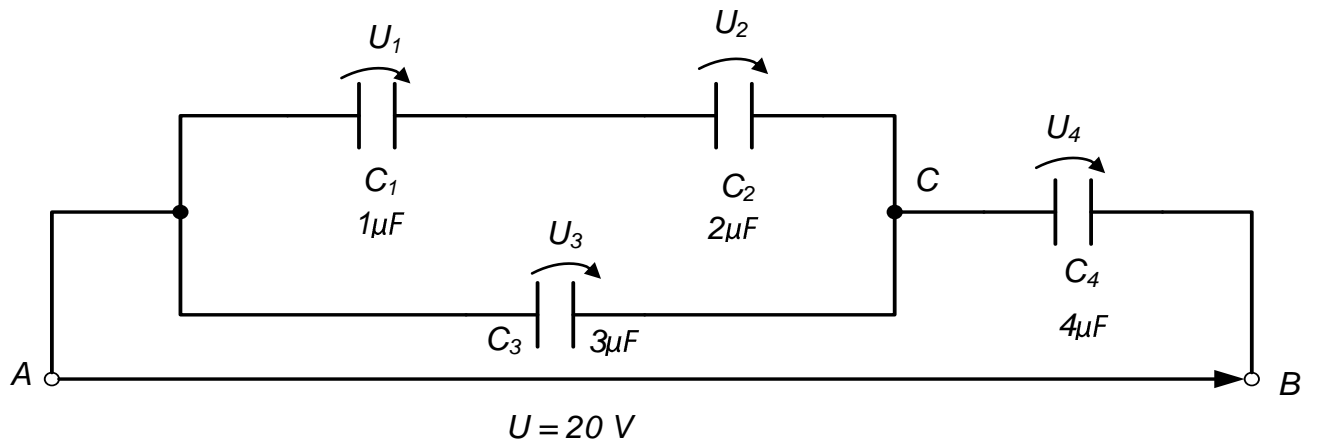 U₁
U₂
C₁
1μF
C₂
2μF
C
U₄
U₃
C₃
3μF
C₄
4μF
A
B
U = 20 V